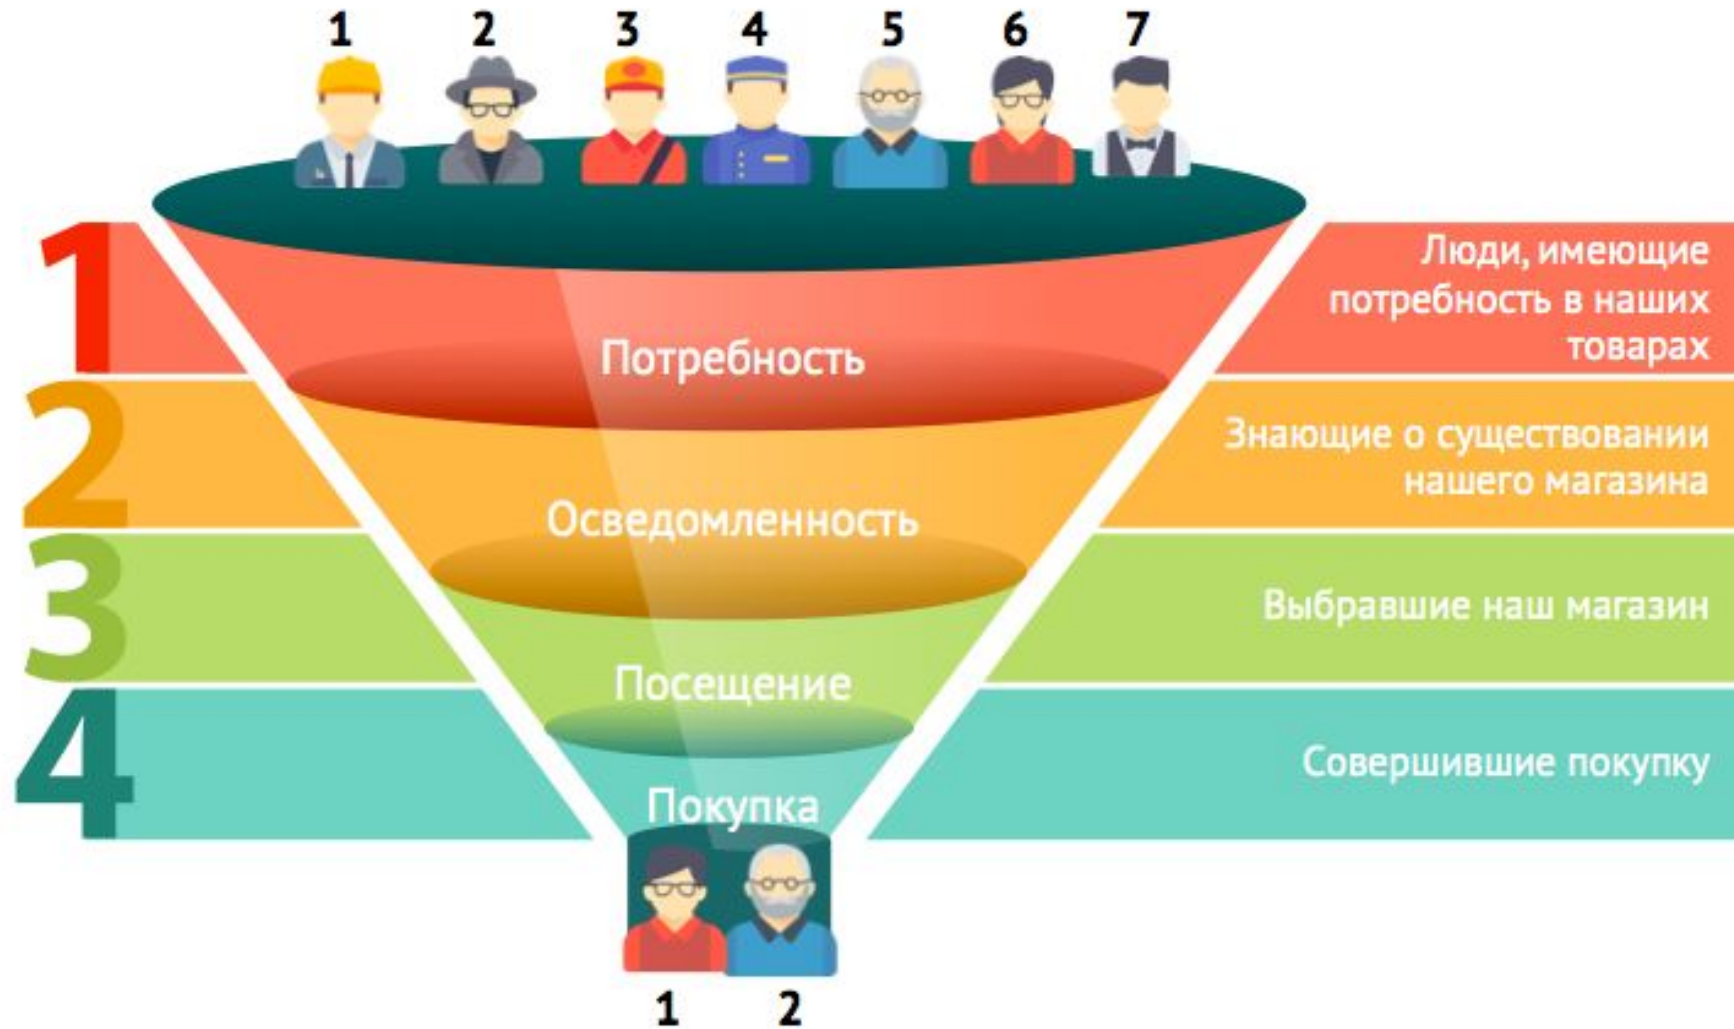 1 2 3 4 5 6 7
1
Потребность
Люди, имеющие
потребность в наших
товарах
2
Осведомленность
Знающие о существовании
нашего магазина
3
Посещение
Выбравшие наш магазин
4
Покупка
Совершившие покупку
1 2